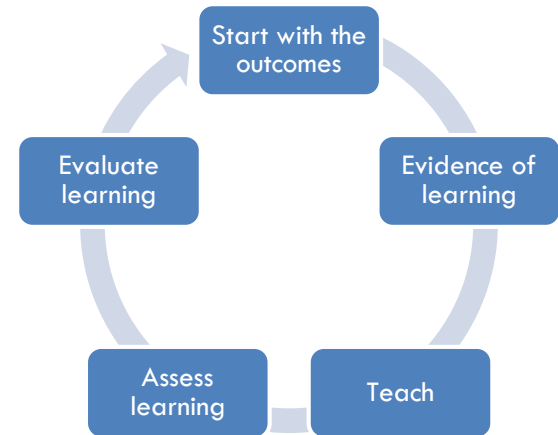 Start with the
outcomes
Evidence of
learning
Teach
Assess
learning
Evaluate
learning